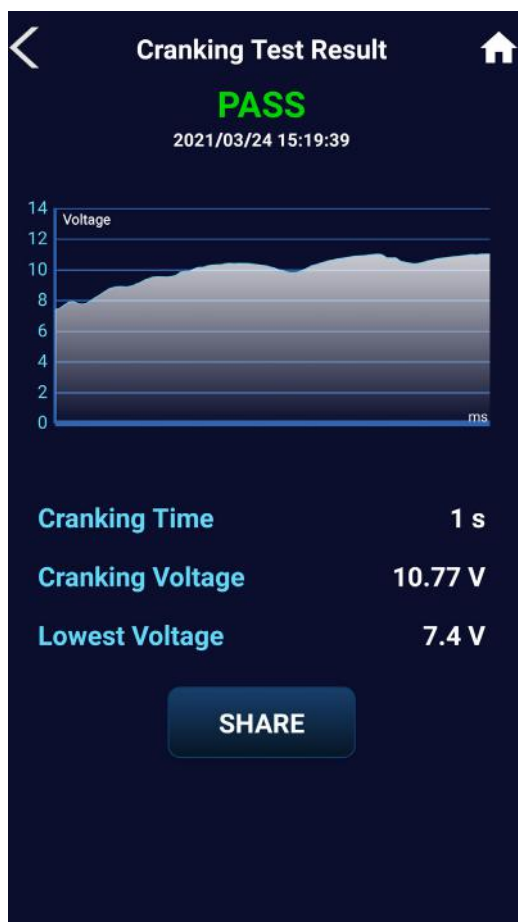 Cranking Test Result
PASS
2021/03/24 15:19:39
14
Voltage
12
10
8
6
4
2
0
ms
Cranking Time 1 s
Cranking Voltage 10.77 V
Lowest Voltage 7.4 V
SHARE